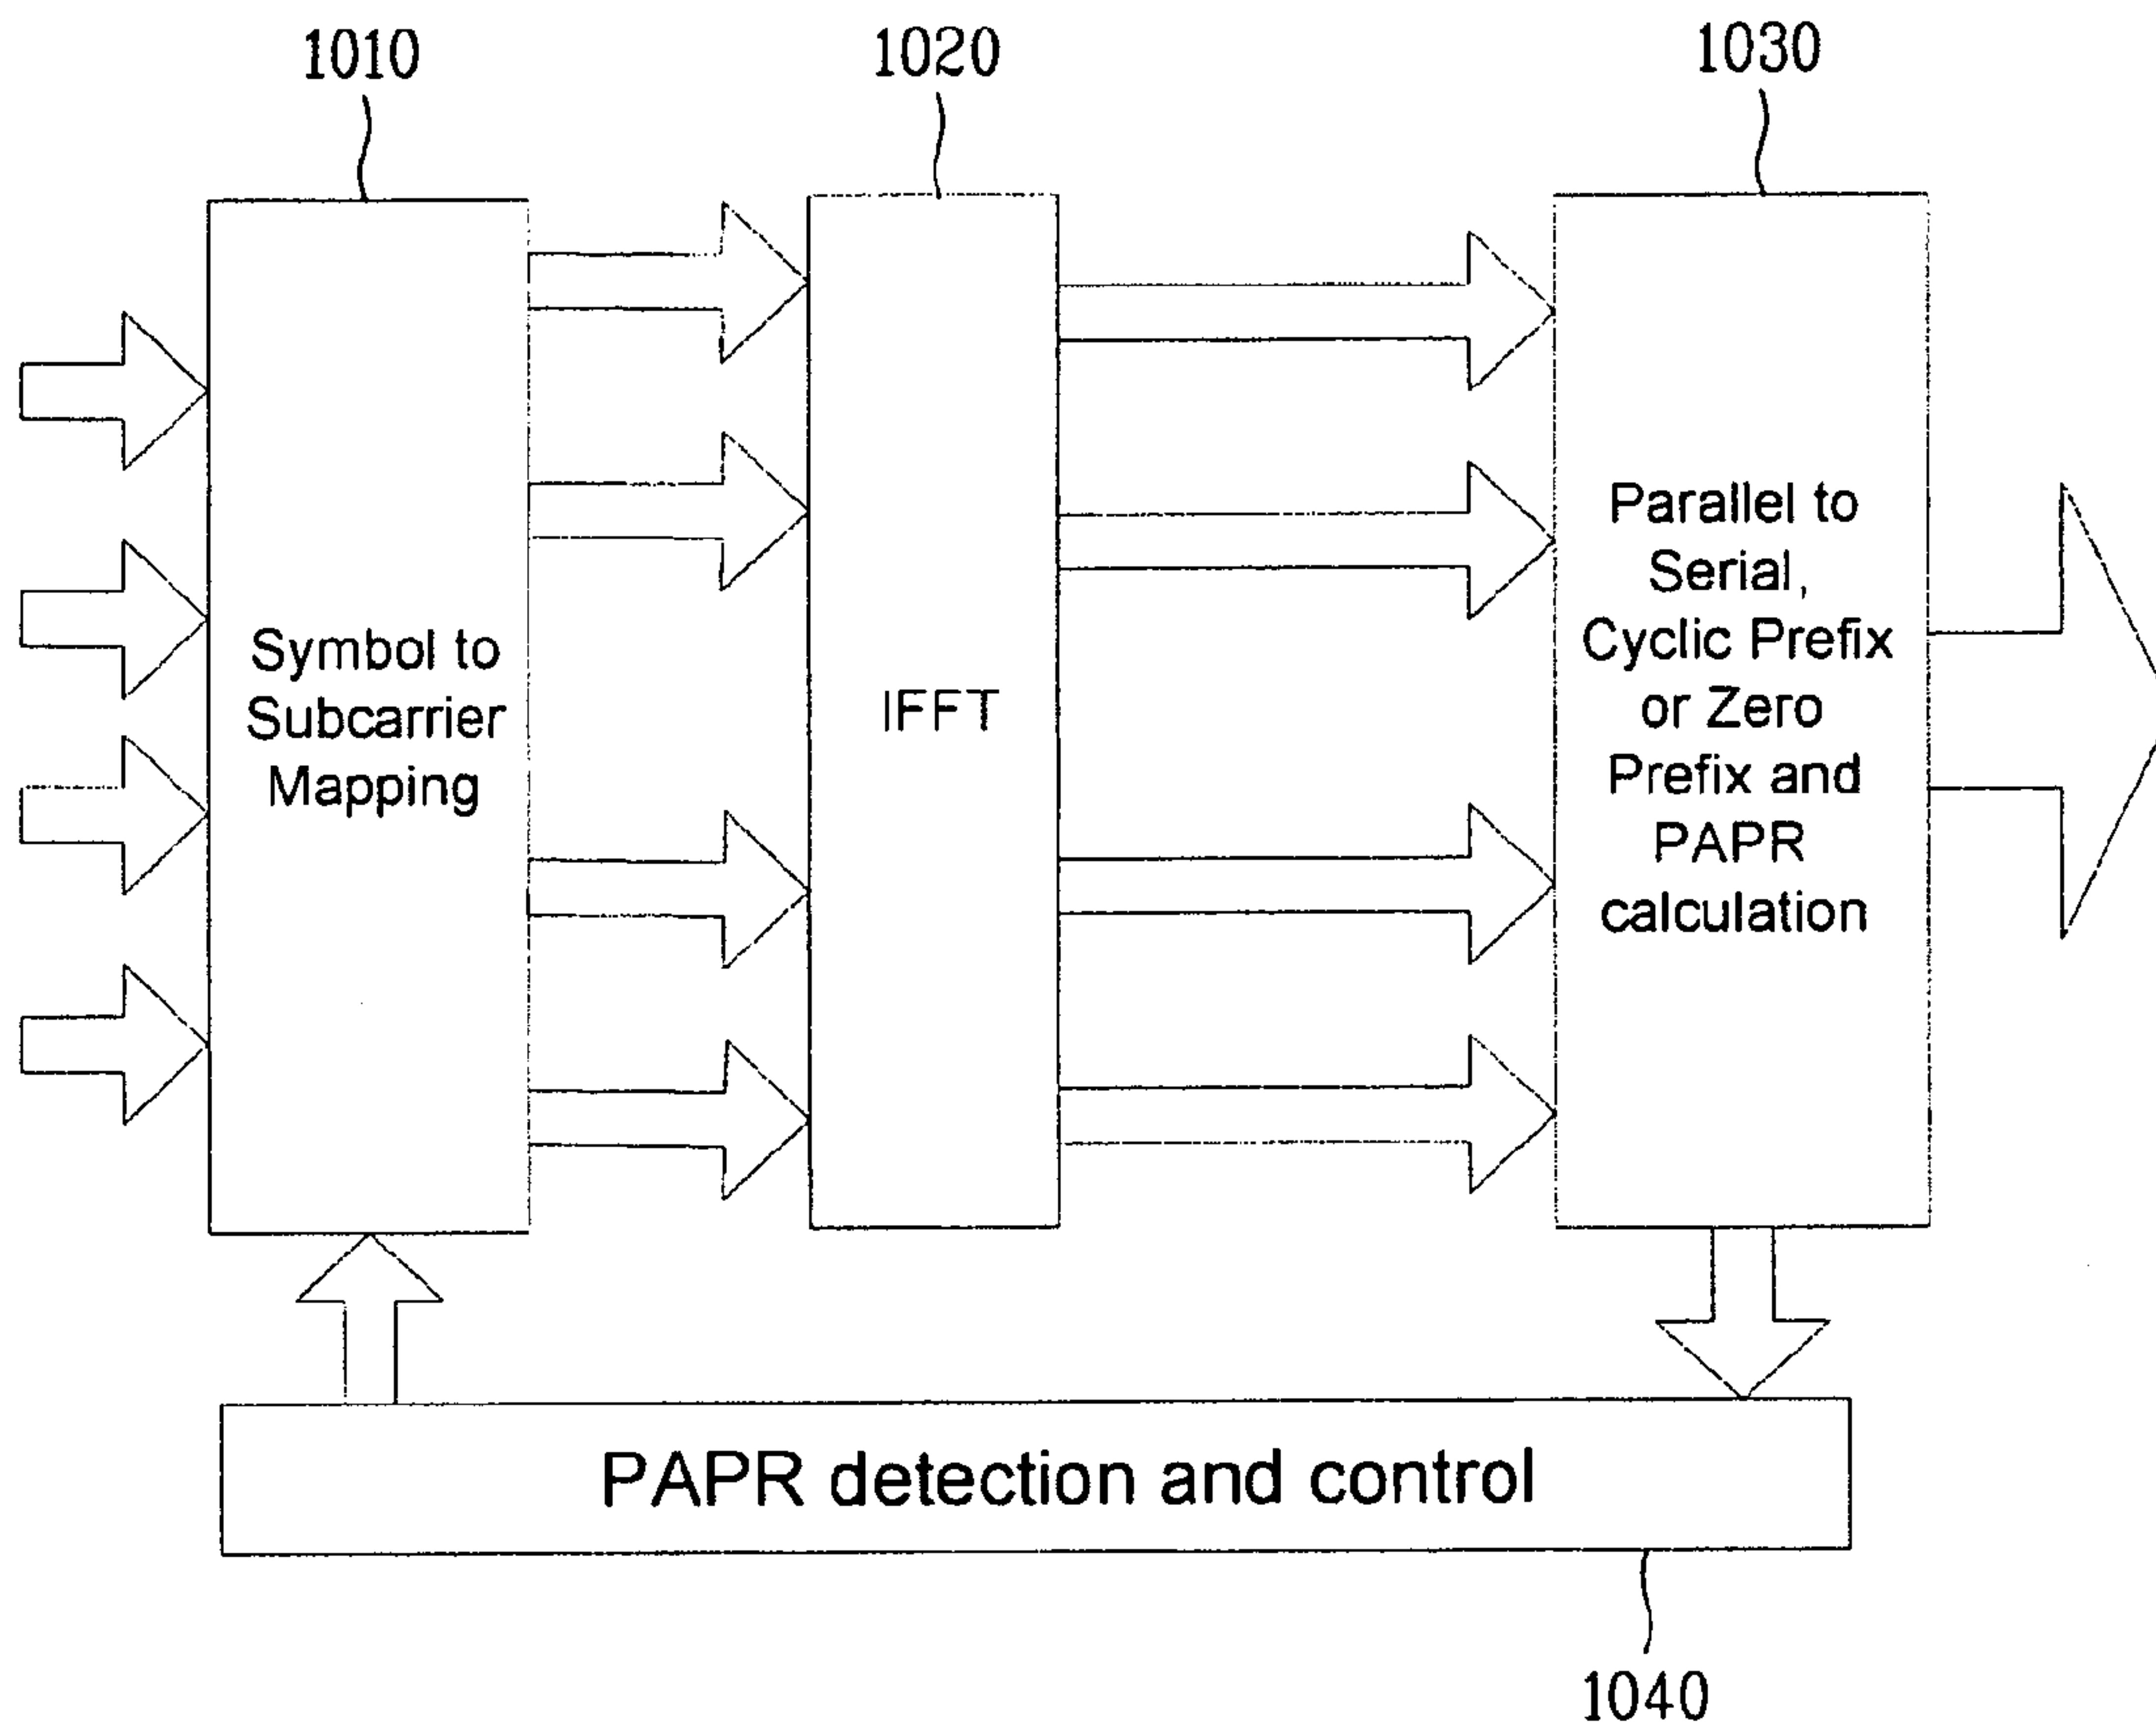 1010
1020
1030
Symbol to
Subcarrier
Mapping
IFFT
Parallel to
Serial,
Cyclic Prefix
or Zero
Prefix and
PAPR
calculation
PAPR detection and control
1040